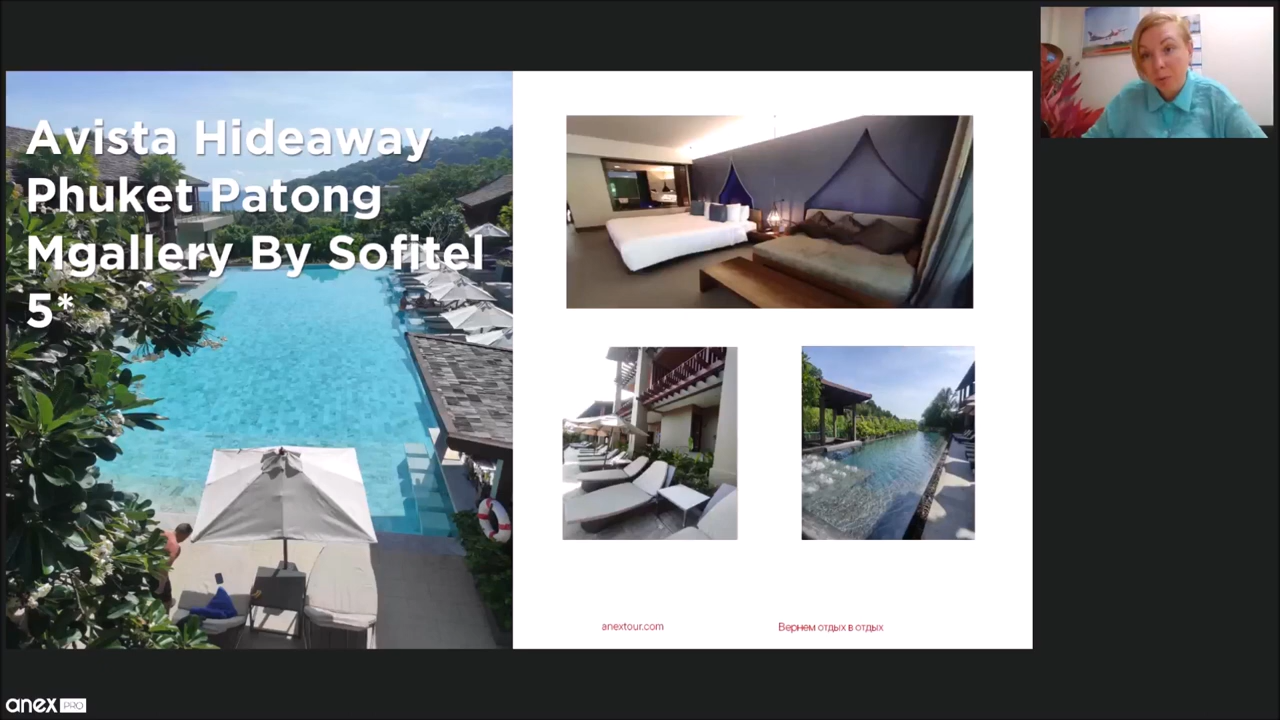 Avista Hideaway
Phuket Patong
Mgallery By Sofitel
5*
anextour.com
Вернем отдых в отдых
anex PRO